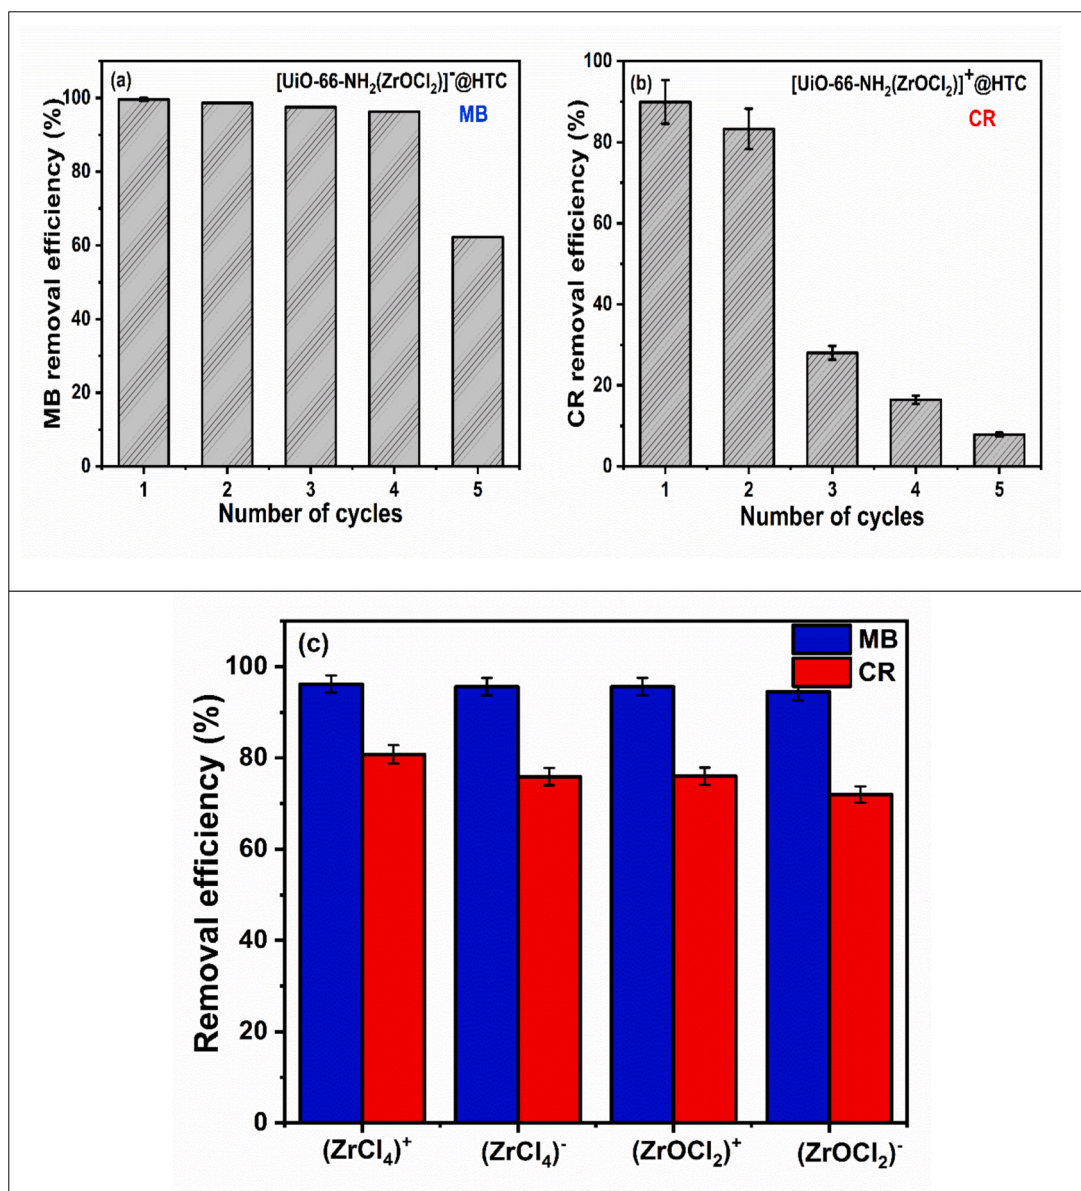 (a)
[UiO-66-NH₂(ZrOCl₂)]⁻@HTC
MB
MB removal efficiency (%)
100
80
60
40
20
0
1 2 3 4 5
Number of cycles
(b)
[UiO-66-NH₂(ZrOCl₂)]⁺@HTC
CR
CR removal efficiency (%)
100
80
60
40
20
0
1 2 3 4 5
Number of cycles
(c)
MB
CR
Removal efficiency (%)
100
80
60
40
20
0
(ZrCl₄)⁺ (ZrCl₄)⁻ (ZrOCl₂)⁺ (ZrOCl₂)⁻